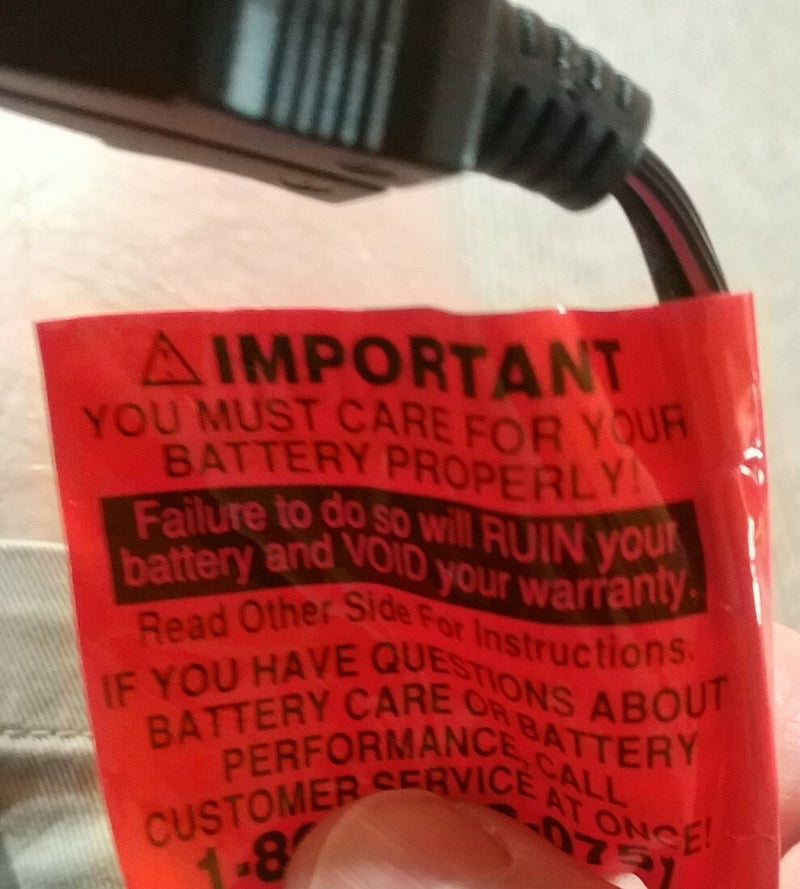 IMPORTANT
YOU MUST CARE FOR YOUR
BATTERY PROPERLY!
Failure to do so will RUIN your
battery and VOID your warranty.
Read Other Side For Instructions.
IF YOU HAVE QUESTIONS ABOUT
BATTERY CARE OR BATTERY
PERFORMANCE, CALL
CUSTOMER SERVICE AT ONCE!